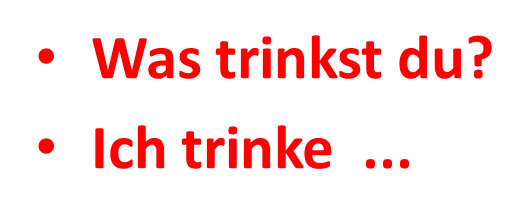 • Was trinkst du?
• Ich trinke ...